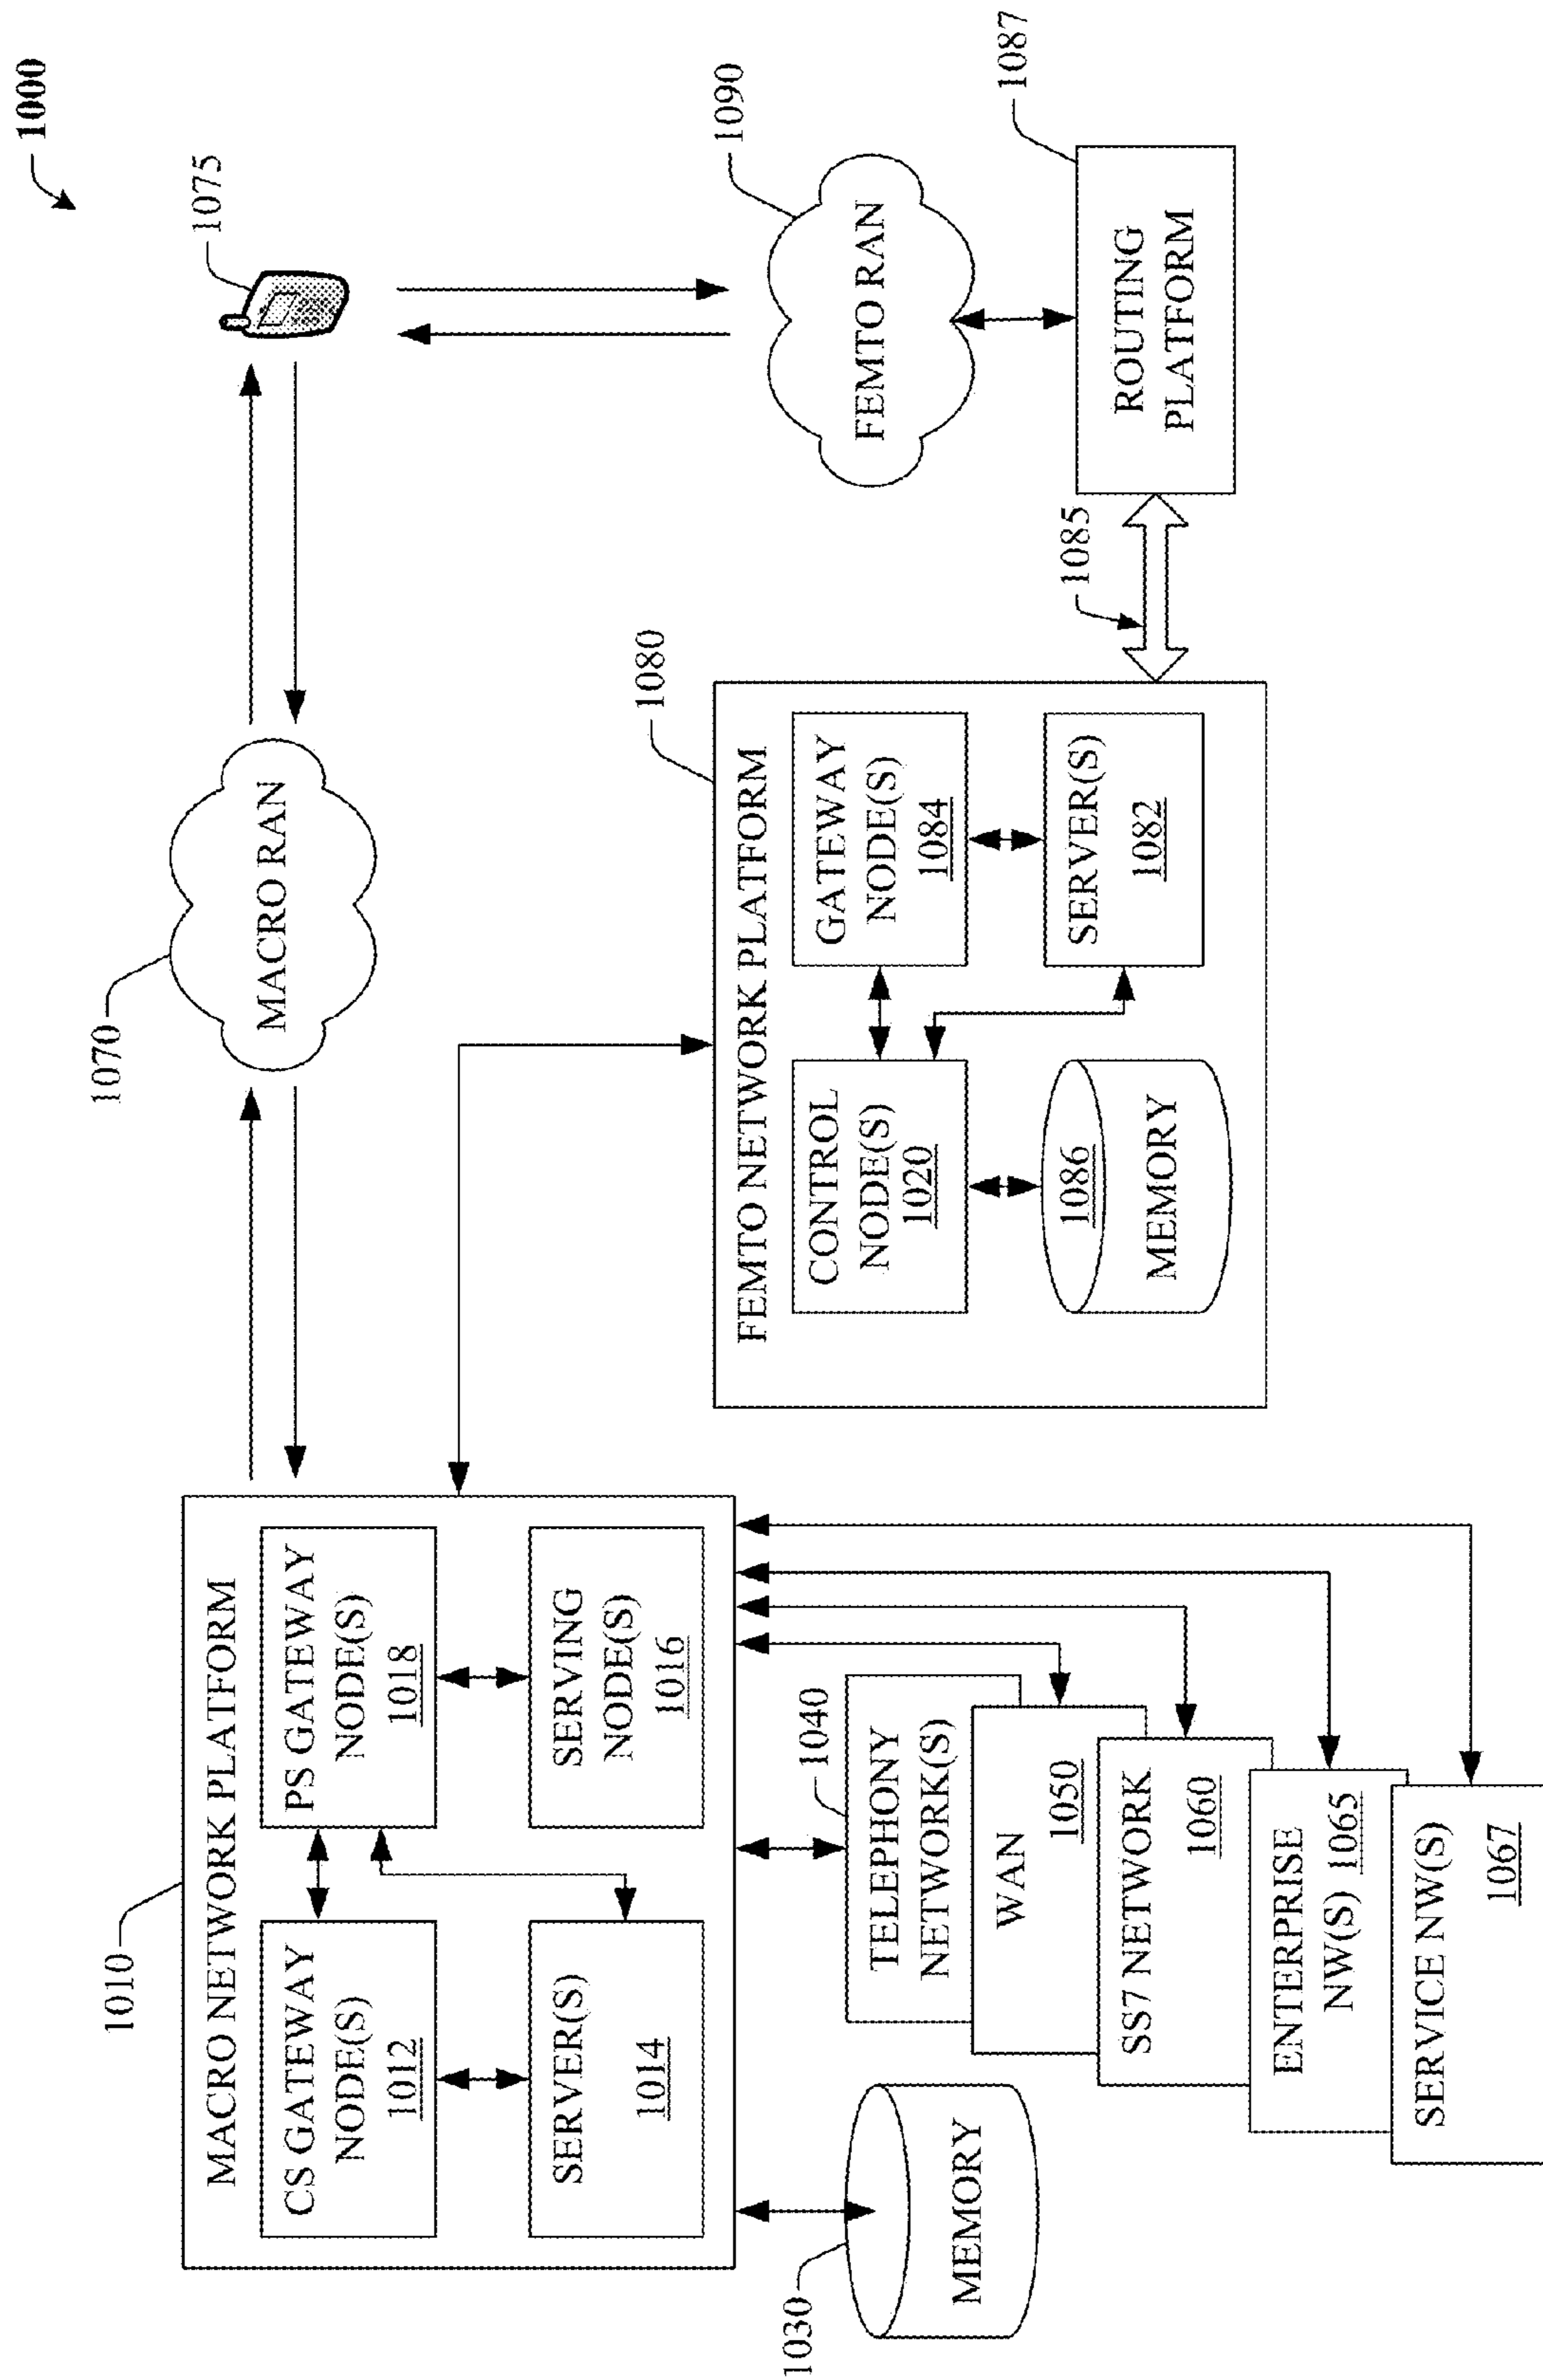 1000
1075
1070
MACRO RAN
1010
MACRO NETWORK PLATFORM
CS GATEWAY
NODE(S)
1012
PS GATEWAY
NODE(S)
1018
SERVER(S)
1014
SERVING
NODE(S)
1016
1030
MEMORY
1040
TELEPHONY
NETWORK(S)
WAN
1050
SS7 NETWORK
1060
ENTERPRISE
NW(S) 1065
SERVICE NW(S)
1067
1080
FEMTO NETWORK PLATFORM
CONTROL
NODE(S)
1020
GATEWAY
NODE(S)
1084
1086
MEMORY
SERVER(S)
1082
1085
1090
FEMTO RAN
1087
ROUTING
PLATFORM